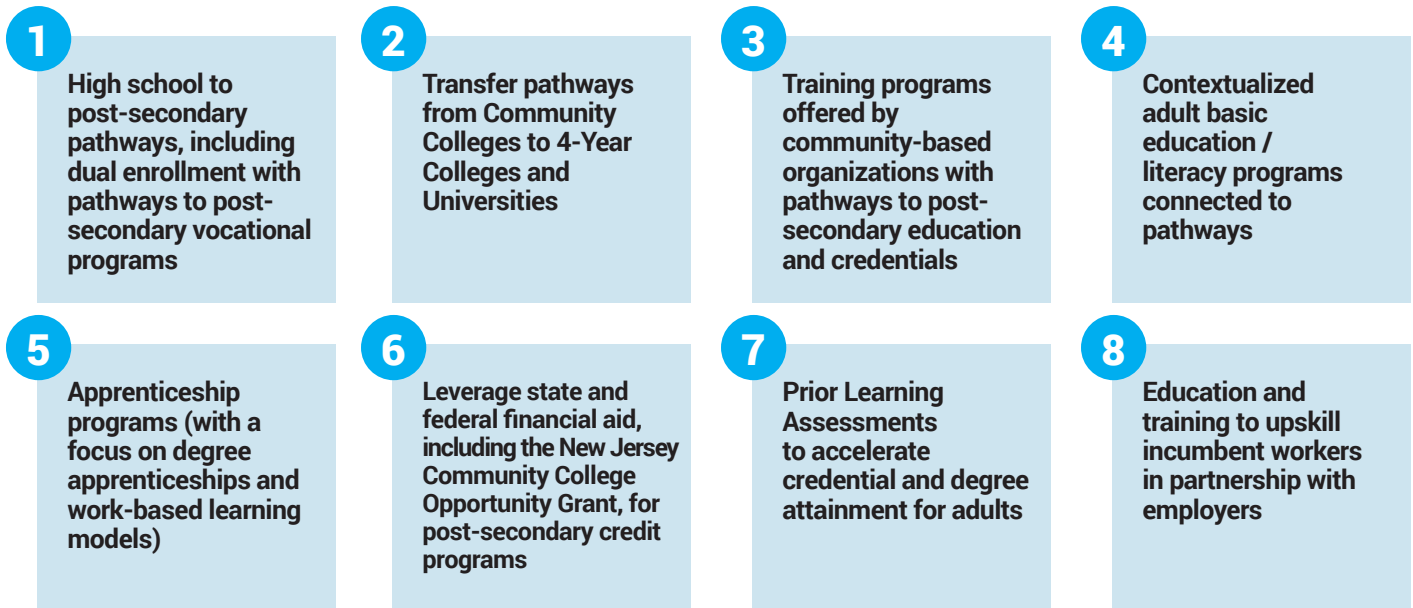 1
High school to
post-secondary
pathways, including
dual enrollment with
pathways to post-
secondary vocational
programs
2
Transfer pathways
from Community
Colleges to 4-Year
Colleges and
Universities
3
Training programs
offered by
community-based
organizations with
pathways to post-
secondary education
and credentials
4
Contextualized
adult basic
education /
literacy programs
connected to
pathways
5
Apprenticeship
programs (with a
focus on degree
apprenticeships and
work-based learning
models)
6
Leverage state and
federal financial aid,
including the New Jersey
Community College
Opportunity Grant, for
post-secondary credit
programs
7
Prior Learning
Assessments
to accelerate
credential and degree
attainment for adults
8
Education and
training to upskill
incumbent workers
in partnership with
employers